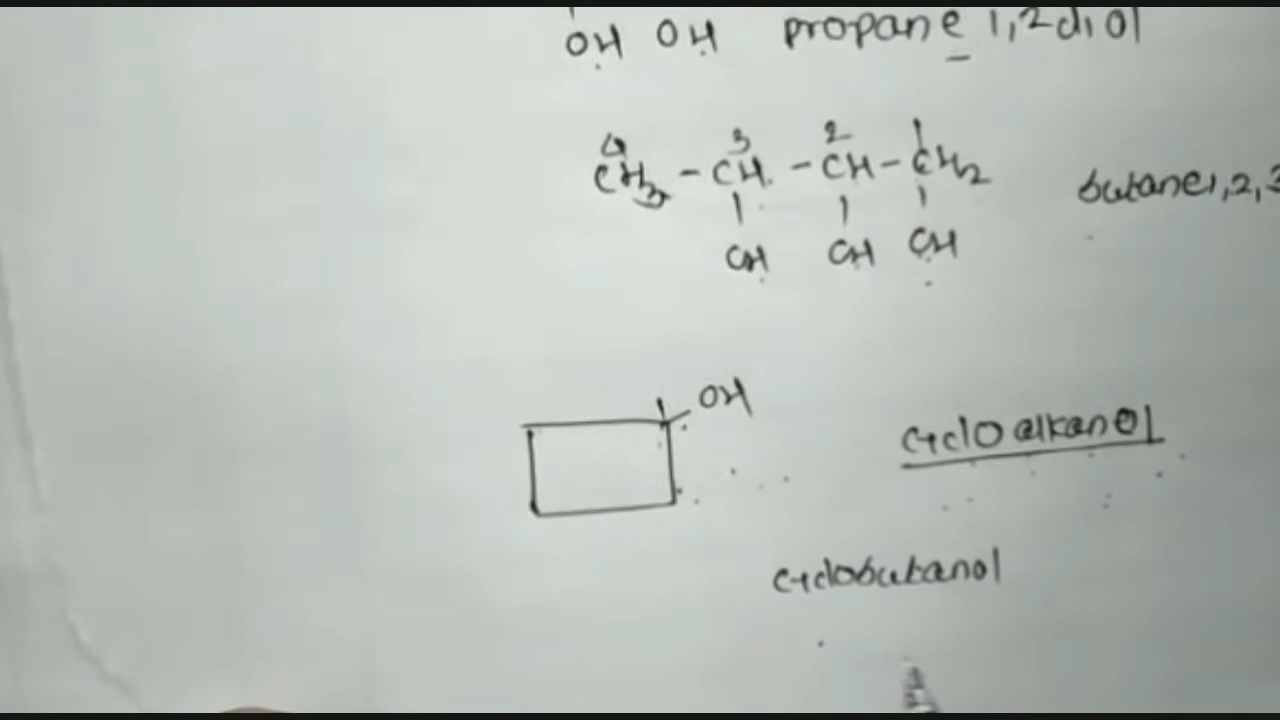 OH OH propane 1,2 diol
4 3 2 1
CH3 - CH - CH - CH2 butane 1,2,3
OH OH OH
OH
cycloalkanol
cyclobutanol